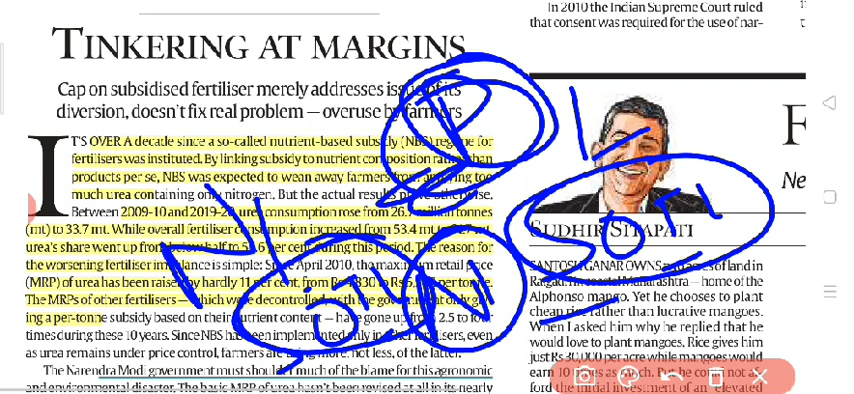 In 2010 the Indian Supreme Court ruled
that consent was required for the use of nar-
TINKERING AT MARGINS
Cap on subsidised fertiliser merely addresses issue of its
diversion, doesn't fix real problem — overuse by farmers
IT'S OVER A decade since a so-called nutrient-based subsidy (NBS) regime for
fertilisers was instituted. By linking subsidy to nutrient composition rather than
products per se, NBS was expected to wean away farmers from applying too
much urea containing only nitrogen. But the actual results prove otherwise.
Between 2009-10 and 2019-20, urea consumption rose from 26. million tonnes
(mt) to 33.7 mt. While overall fertiliser consumption increased from 53.4 mt to mt
urea's share went up from below half to 5 .6 per cent during this period. The reason for
the worsening fertiliser imbalance is simple: Since April 2010, the maximum retail price
(MRP) of urea has been raised by hardly 11 per cent, from Rs 4,830 to Rs 5, per tonne.
The MRPs of other fertilisers — which were decontrolled with the government only giv-
ing a per-tonne subsidy based on their nutrient content — have gone up 2.5 to four
times during these 10 years. Since NBS has been implemented only in other fertilisers, even
as urea remains under price control, farmers are using more, not less, of the latter.
The Narendra Modi government must shoulder much of the blame for this agronomic
and environmental disaster. The basic MRP of urea hasn't been revised at all in its nearly
P
N
SOTI
F
Ne
SUDHIR SITAPATI
SANTOSH GANAR OWNS acres of land in
Raigad, in coastal Maharashtra — home of the
Alphonso mango. Yet he chooses to plant
cheap rice rather than lucrative mangoes.
When I asked him why he replied that he
would love to plant mangoes. Rice gives him
just Rs 30,000 per acre while mangoes would
earn 10 times as much. But he could not af-
ford the initial investment of an elevated